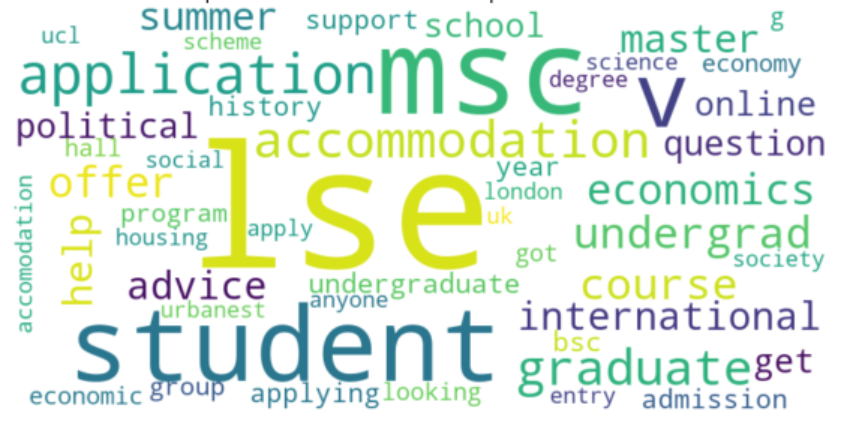 summer support school g
ucl scheme master
application msc science economy
degree
history v online
political accommodation question
hall social year
offer lse london economics
accomodation help program uk
housing apply got undergrad
society
advice undergraduate course
urbanest anyone international
student bsc
graduate get
economic group applying looking entry admission